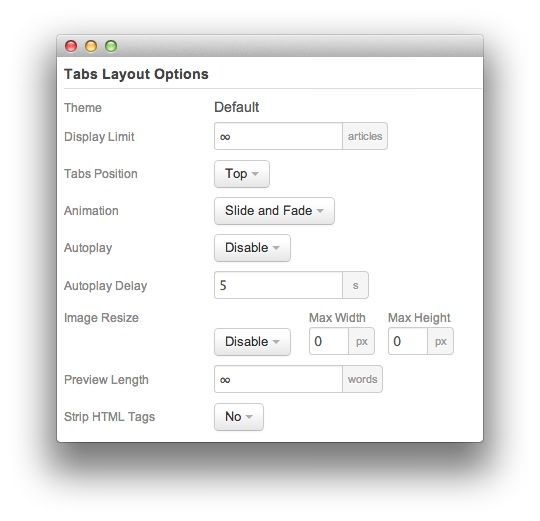 Tabs Layout Options
Theme Default
Display Limit ∞ articles
Tabs Position Top
Animation Slide and Fade
Autoplay Disable
Autoplay Delay 5 s
Image Resize Max Width Max Height
Disable 0 px 0 px
Preview Length ∞ words
Strip HTML Tags No